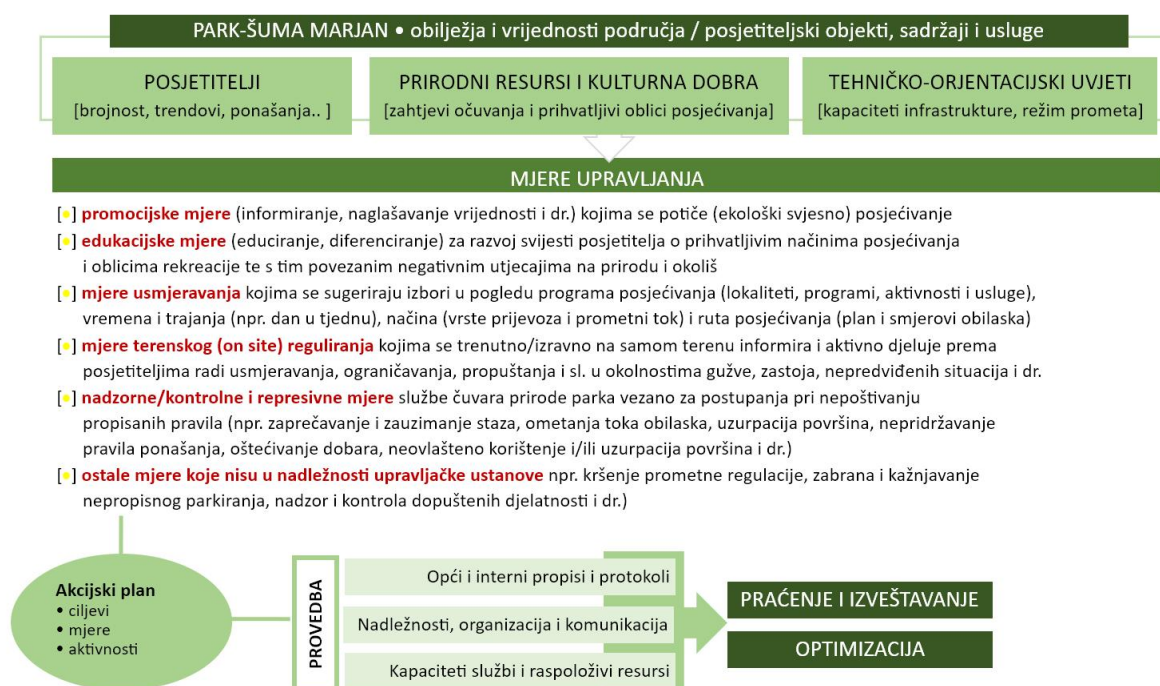 PARK-ŠUMA MARJAN • obilježja i vrijednosti područja / posjetiteljski objekti, sadržaji i usluge
POSJETITELJI
[brojnost, trendovi, ponašanja.. ]
PRIRODNI RESURSI I KULTURNA DOBRA
[zahtjevi očuvanja i prihvatljivi oblici posjećivanja]
TEHNIČKO-ORJENTACIJSKI UVJETI
[kapaciteti infrastrukture, režim prometa]
MJERE UPRAVLJANJA
[•] promocijske mjere (informiranje, naglašavanje vrijednosti i dr.) kojima se potiče (ekološki svjesno) posjećivanje
[•] edukacijske mjere (educiranje, diferenciranje) za razvoj svijesti posjetitelja o prihvatljivim načinima posjećivanja
i oblicima rekreacije te s tim povezanim negativnim utjecajima na prirodu i okoliš
[•] mjere usmjeravanja kojima se sugeriraju izbori u pogledu programa posjećivanja (lokaliteti, programi, aktivnosti i usluge),
vremena i trajanja (npr. dan u tjednu), načina (vrste prijevoza i prometni tok) i ruta posjećivanja (plan i smjerovi obilaska)
[•] mjere terenskog (on site) reguliranja kojima se trenutno/izravno na samom terenu informira i aktivno djeluje prema
posjetiteljima radi usmjeravanja, ograničavanja, propuštanja i sl. u okolnostima gužve, zastoja, nepredviđenih situacija i dr.
[•] nadzorne/kontrolne i represivne mjere službe čuvara prirode parka vezano za postupanja pri nepoštivanju
propisanih pravila (npr. zaprečavanje i zauzimanje staza, ometanja toka obilaska, uzurpacija površina, nepridržavanje
pravila ponašanja, oštećivanje dobara, neovlašteno korištenje i/ili uzurpacija površina i dr.)
[•] ostale mjere koje nisu u nadležnosti upravljačke ustanove npr. kršenje prometne regulacije, zabrana i kažnjavanje
nepropisnog parkiranja, nadzor i kontrola dopuštenih djelatnosti i dr.)
Akcijski plan
• ciljevi
• mjere
• aktivnosti
PROVEDBA
Opći i interni propisi i protokoli
Nadležnosti, organizacija i komunikacija
Kapaciteti službi i raspoloživi resursi
PRAĆENJE I IZVEŠTAVANJE
OPTIMIZACIJA